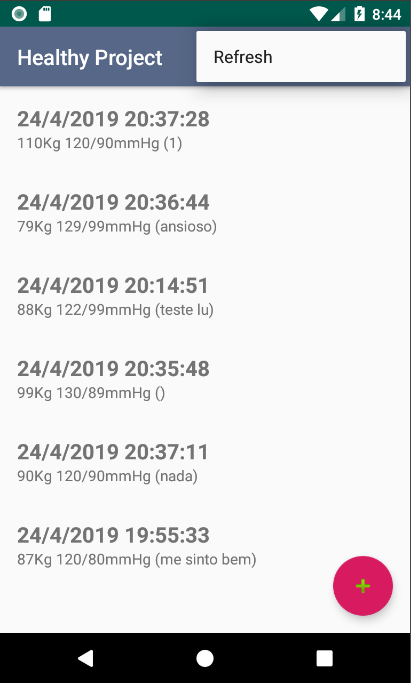 8:44
Healthy Project
Refresh
24/4/2019 20:37:28
110Kg 120/90mmHg (1)
24/4/2019 20:36:44
79Kg 129/99mmHg (ansioso)
24/4/2019 20:14:51
88Kg 122/99mmHg (teste lu)
24/4/2019 20:35:48
99Kg 130/89mmHg ()
24/4/2019 20:37:11
90Kg 120/90mmHg (nada)
24/4/2019 19:55:33
87Kg 120/80mmHg (me sinto bem)
+